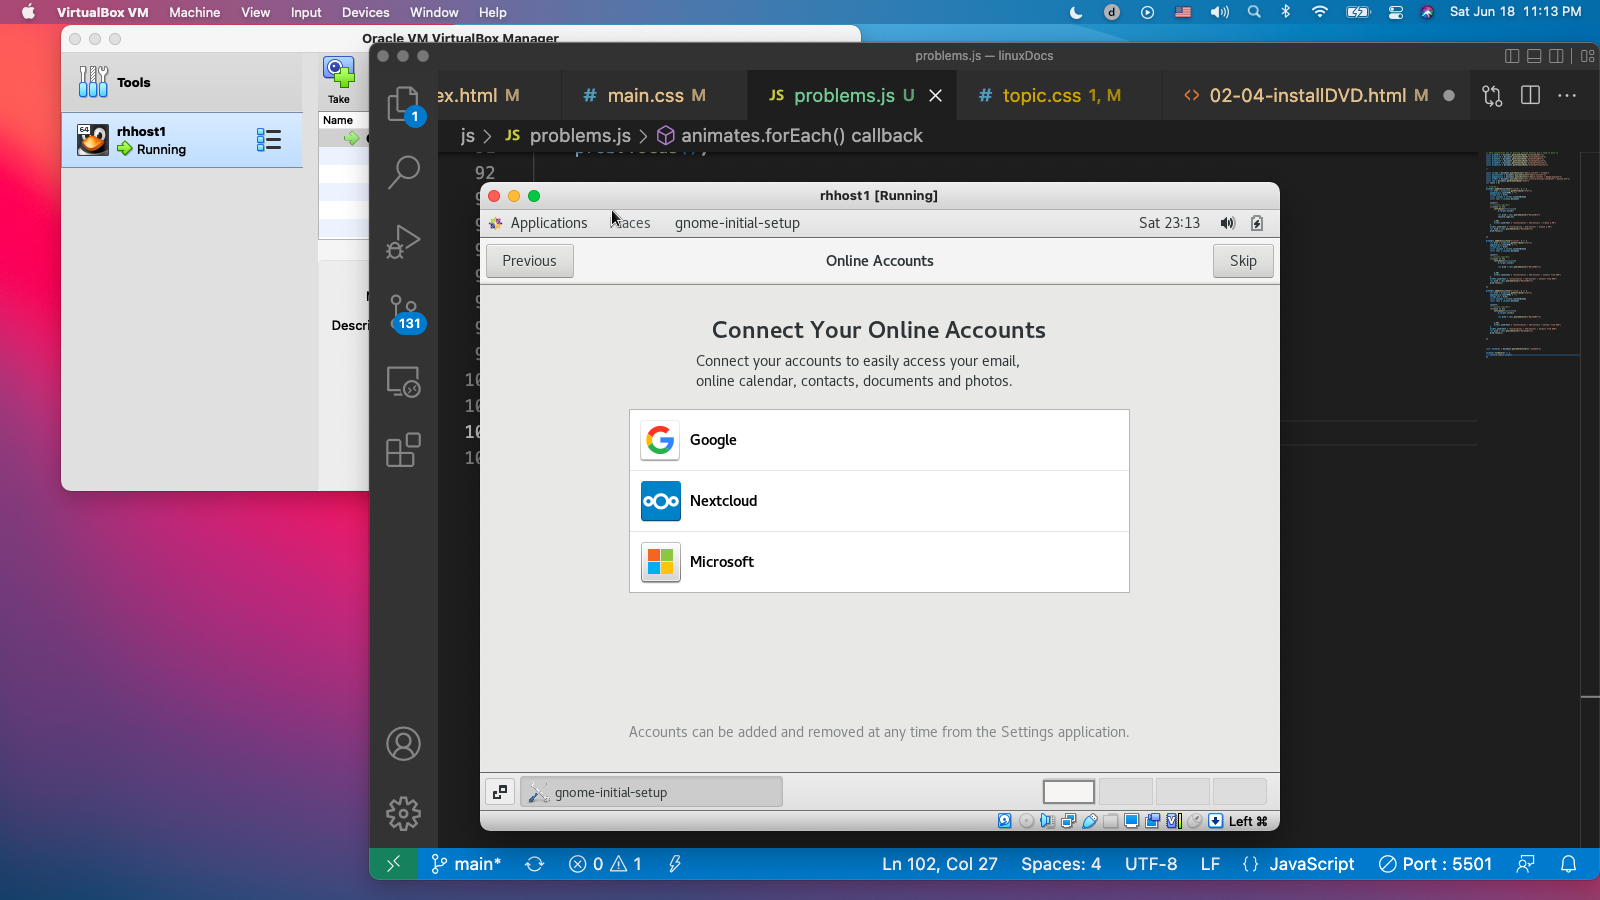 VirtualBox VM Machine View Input Devices Window Help
d
Sat Jun 18 11:13 PM
Oracle VM VirtualBox Manager
Tools
Take
64
rhhost1
Running
Name
Descri
problems.js — linuxDocs
1
131
ex.html M
# main.css M
JS problems.js U
# topic.css 1, M
<> 02-04-installDVD.html M
js > JS problems.js > animates.forEach() callback
92
rhhost1 [Running]
Applications Places gnome-initial-setup Sat 23:13
Previous Online Accounts Skip
Connect Your Online Accounts
Connect your accounts to easily access your email,
online calendar, contacts, documents and photos.
Google
Nextcloud
Microsoft
Accounts can be added and removed at any time from the Settings application.
gnome-initial-setup
Left ⌘
main* 0 1 Ln 102, Col 27 Spaces: 4 UTF-8 LF {} JavaScript Port : 5501